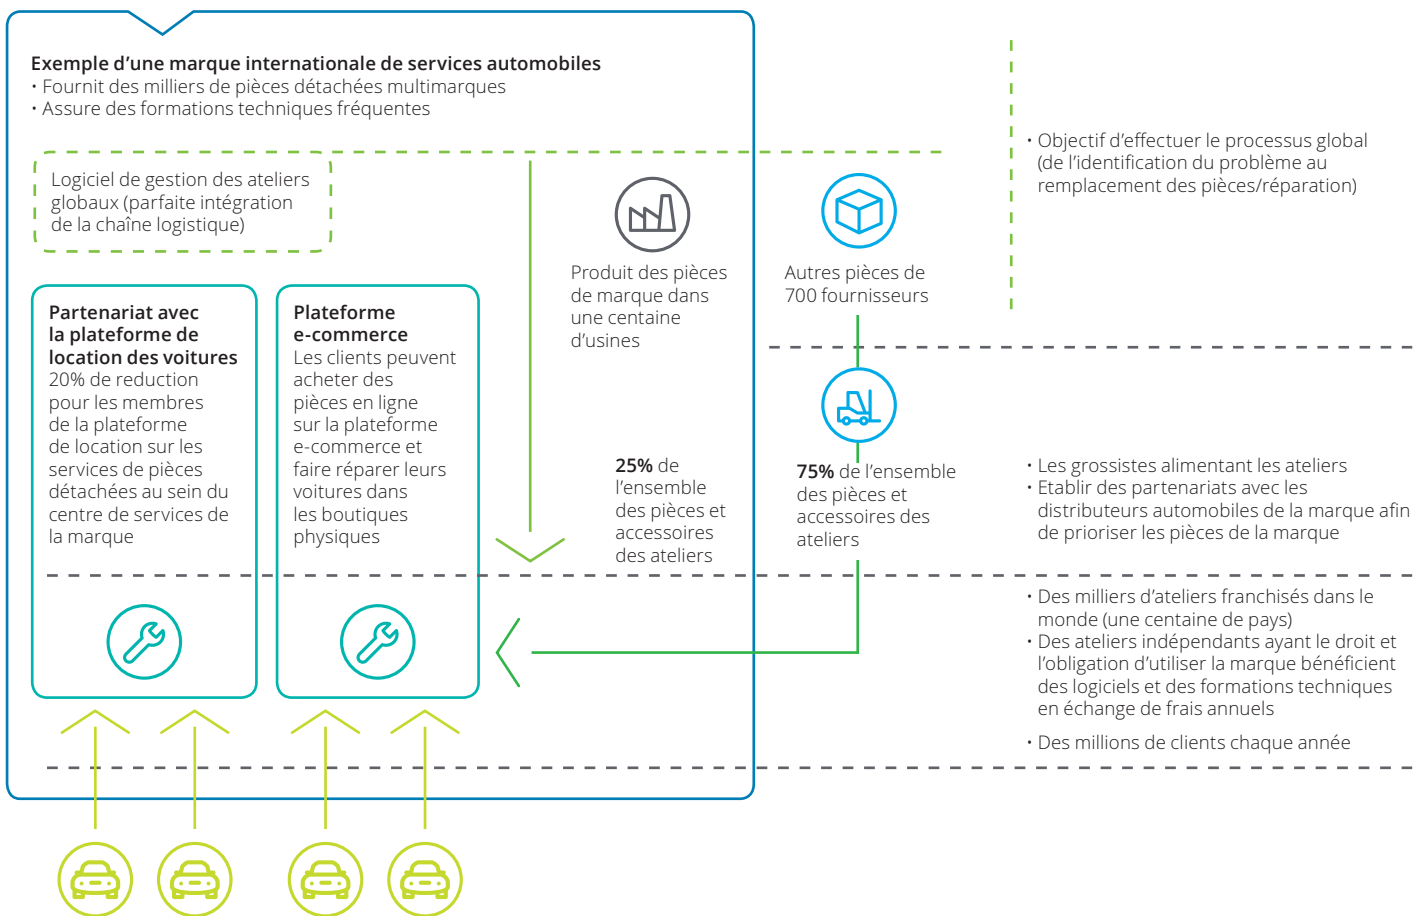 Exemple d’une marque internationale de services automobiles
• Fournit des milliers de pièces détachées multimarques
• Assure des formations techniques fréquentes
Logiciel de gestion des ateliers
globaux (parfaite intégration
de la chaîne logistique)
Partenariat avec
la plateforme de
location des voitures
20% de reduction
pour les membres
de la plateforme
de location sur les
services de pièces
détachées au sein du
centre de services de
la marque
Plateforme
e-commerce
Les clients peuvent
acheter des
pièces en ligne
sur la plateforme
e-commerce et
faire réparer leurs
voitures dans
les boutiques
physiques
Produit des pièces
de marque dans
une centaine
d’usines
25% de
l’ensemble
des pièces et
accessoires
des ateliers
Autres pièces de
700 fournisseurs
75% de l’ensemble
des pièces et
accessoires des
ateliers
• Objectif d’effectuer le processus global
(de l’identification du problème au
remplacement des pièces/réparation)
• Les grossistes alimentant les ateliers
• Etablir des partenariats avec les
distributeurs automobiles de la marque afin
de prioriser les pièces de la marque
• Des milliers d’ateliers franchisés dans le
monde (une centaine de pays)
• Des ateliers indépendants ayant le droit et
l’obligation d’utiliser la marque bénéficient
des logiciels et des formations techniques
en échange de frais annuels
• Des millions de clients chaque année